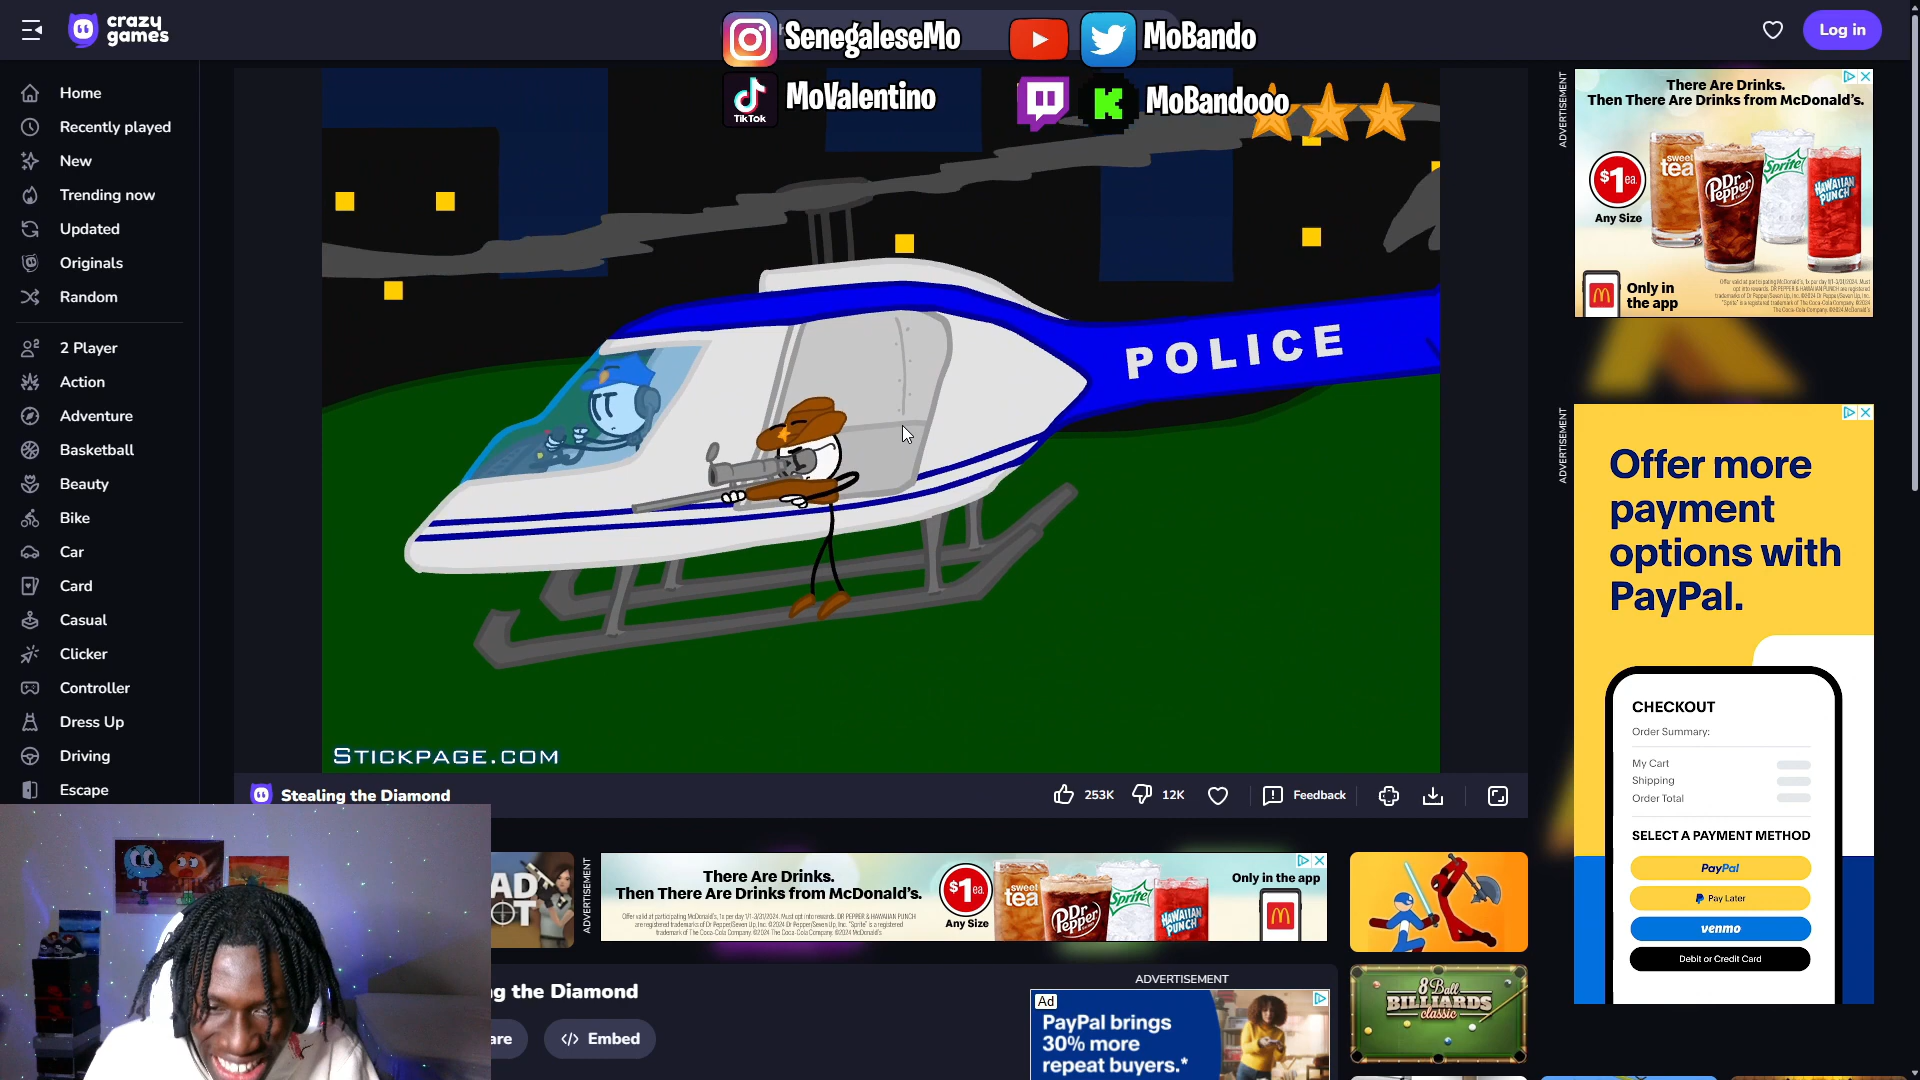 crazy
games
SenegaleseMo
MoBando
MoValentino
MoBandooo
TikTok
Log in
Home
Recently played
New
Trending now
Updated
Originals
Random
2 Player
Action
Adventure
Basketball
Beauty
Bike
Car
Card
Casual
Clicker
Controller
Dress Up
Driving
Escape
POLICE
STICKPAGE.COM
Stealing the Diamond
253K
12K
Feedback
ADVERTISEMENT
There Are Drinks.
Then There Are Drinks from McDonald's.
$1 ea.
Any Size
sweet
tea
Dr Pepper
Sprite
HAWAIIAN
PUNCH
Only in
the app
ADVERTISEMENT
Offer more
payment
options with
PayPal.
CHECKOUT
Order Summary:
My Cart
Shipping
Order Total
SELECT A PAYMENT METHOD
PayPal
Pay Later
venmo
Debit or Credit Card
AD
ADVERTISEMENT
There Are Drinks.
Then There Are Drinks from McDonald's.
$1 ea.
Any Size
sweet
tea
Dr Pepper
Sprite
HAWAIIAN
PUNCH
Only in the app
g the Diamond
are
</> Embed
ADVERTISEMENT
Ad
PayPal brings
30% more
repeat buyers.*
8 Ball
BILLIARDS
classic